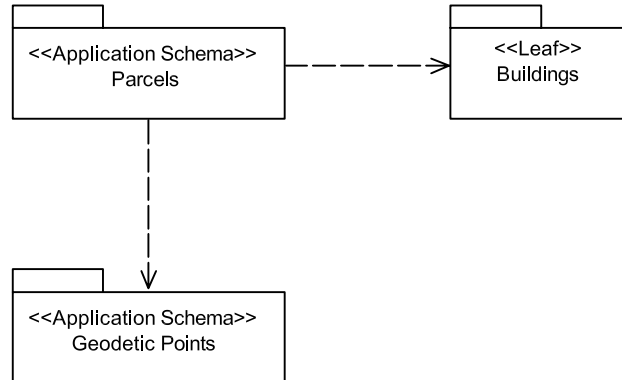 <<Application Schema>>
Parcels
<<Leaf>>
Buildings
<<Application Schema>>
Geodetic Points